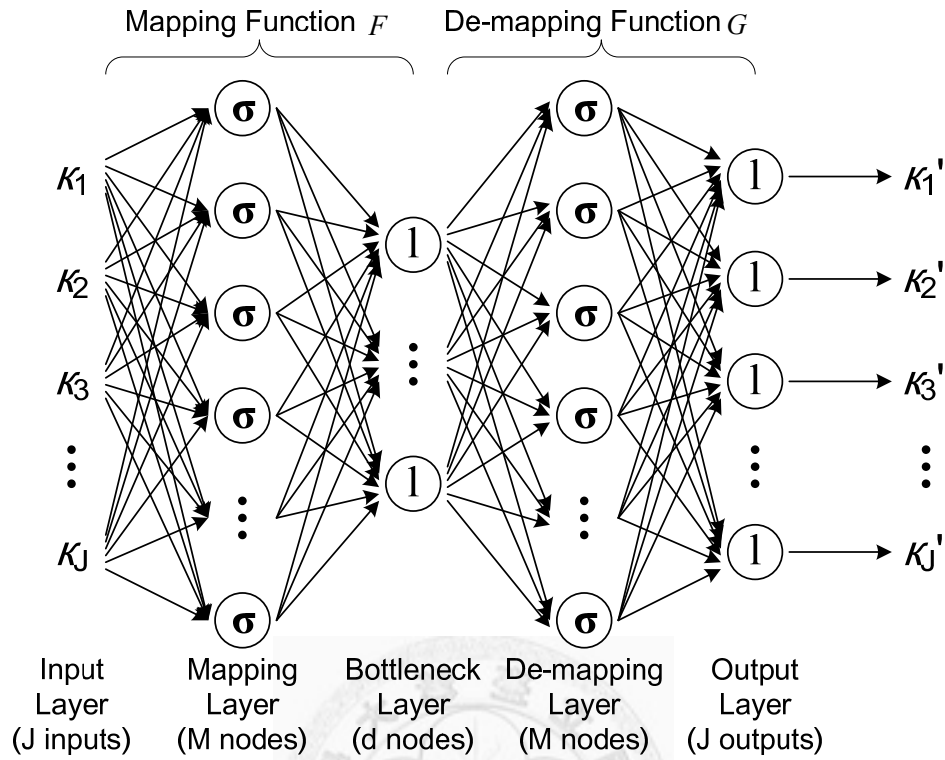 Mapping Function F
De-mapping Function G
σ
σ
σ
σ
σ
l
l
σ
σ
σ
σ
σ
l
l
l
l
κ1
κ2
κ3
κJ
κ1'
κ2'
κ3'
κJ'
Input
Layer
(J inputs)
Mapping
Layer
(M nodes)
Bottleneck
Layer
(d nodes)
De-mapping
Layer
(M nodes)
Output
Layer
(J outputs)